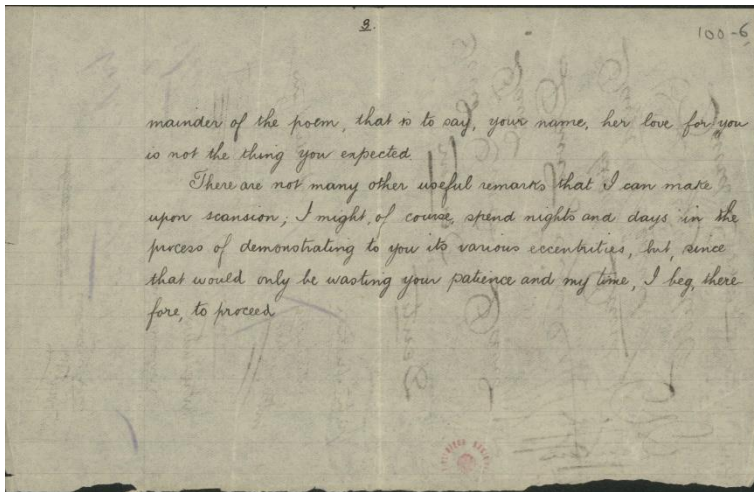 3.
100-6
mainder of the poem, that is to say, your name, her love for you
is not the thing you expected
There are not many other useful remarks that I can make
upon scansion; I might, of course, spend nights and days in the
process of demonstrating to you its various eccentrities, but, since
that would only be wasting your patience and my time, I beg, there
fore, to proceed